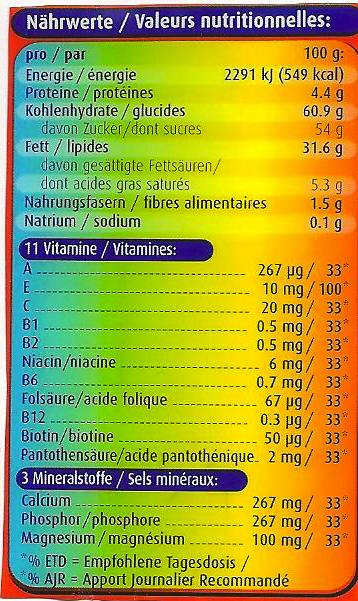 Nährwerte / Valeurs nutritionnelles:
pro / par 100 g:
Energie / énergie 2291 kJ (549 kcal)
Proteine / protéines 4.4 g
Kohlenhydrate / glucides 60.9 g
davon Zucker/dont sucres 54 g
Fett / lipides 31.6 g
davon gesättigte Fettsäuren/
dont acides gras saturés 5.3 g
Nahrungsfasern / fibres alimentaires 1.5 g
Natrium / sodium 0.1 g
11 Vitamine / Vitamines:
A 267 µg / 33*
E 10 mg / 100*
C 20 mg / 33*
B1 0.5 mg / 33*
B2 0.5 mg / 33*
Niacin/niacine 6 mg / 33*
B6 0.7 mg / 33*
Folsäure/acide folique 67 µg / 33*
B12 0.3 µg / 33*
Biotin/biotine 50 µg / 33*
Pantothensäure/acide pantothénique 2 mg / 33*
3 Mineralstoffe / Sels minéraux:
Calcium 267 mg / 33*
Phosphor/phosphore 267 mg / 33*
Magnesium/magnésium 100 mg / 33*
*% ETD = Empfohlene Tagesdosis /
*% AJR = Apport Journalier Recommandé